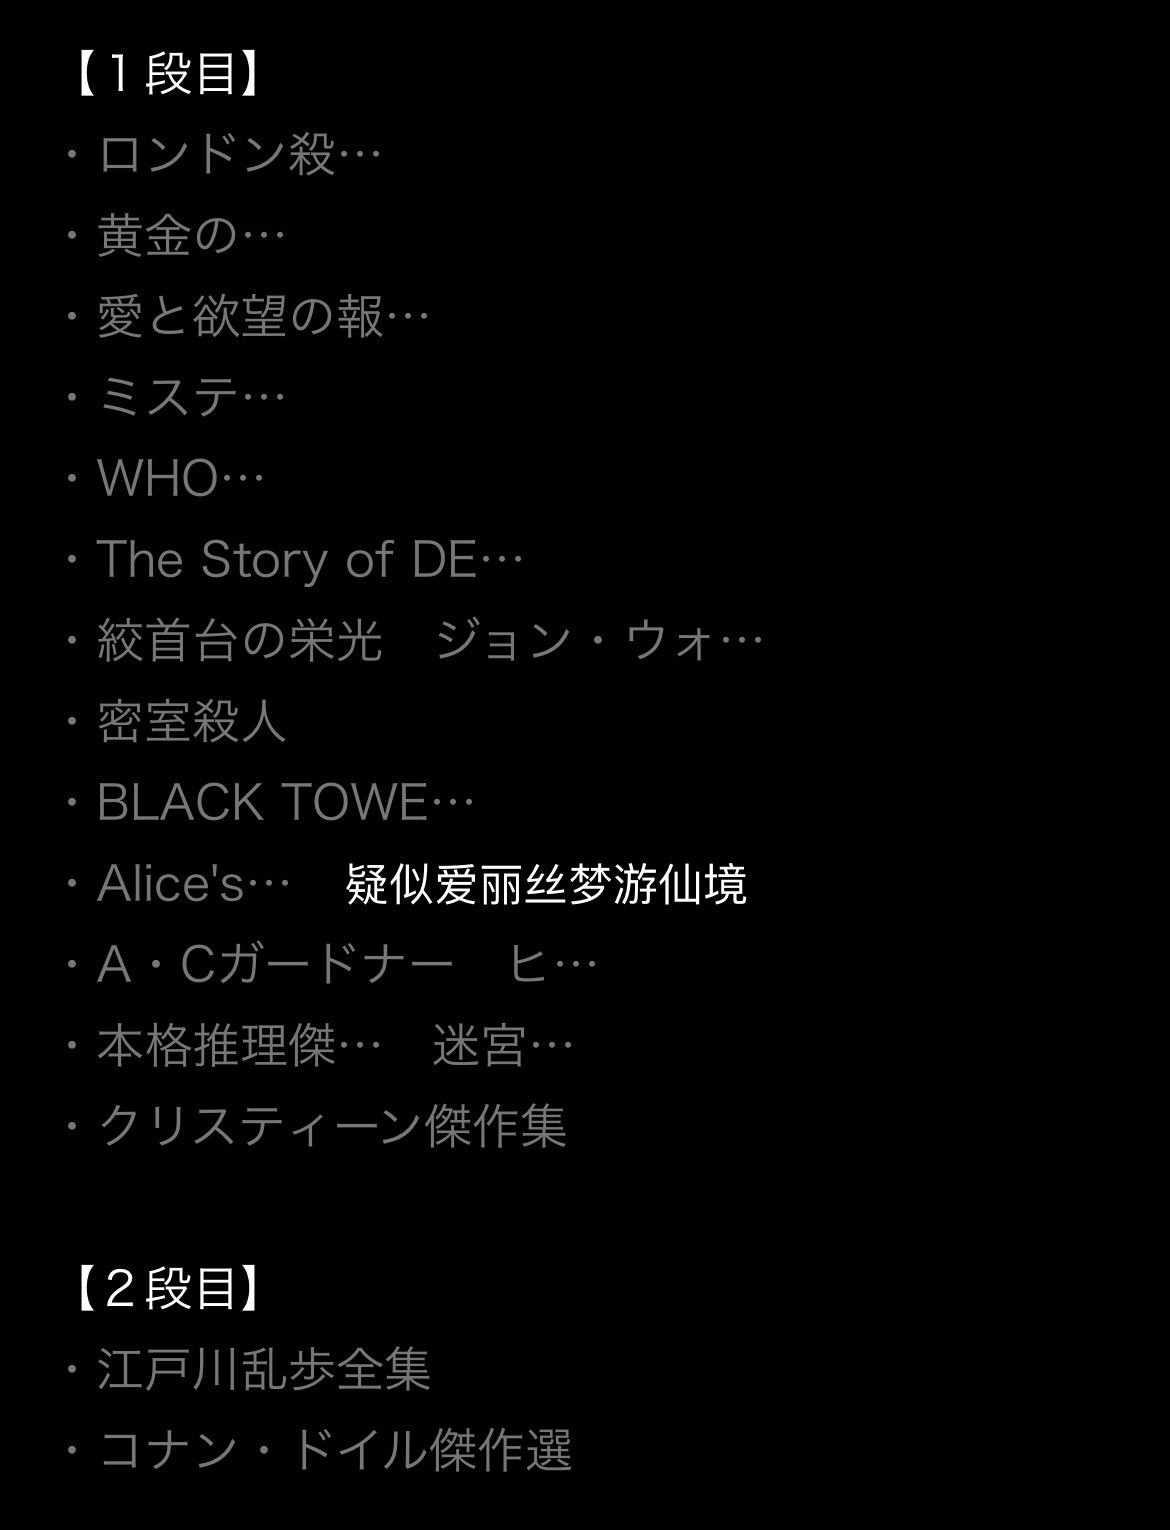 【１段目】
・ロンドン殺…
・黄金の…
・愛と欲望の報…
・ミステ…
・WHO…
・The Story of DE…
・絞首台の栄光　ジョン・ウォ…
・密室殺人
・BLACK TOWE…
・Alice's…　疑似爱丽丝梦游仙境
・A・Cガードナー　ヒ…
・本格推理傑…　迷宮…
・クリスティーン傑作集
【２段目】
・江戸川乱歩全集
・コナン・ドイル傑作選